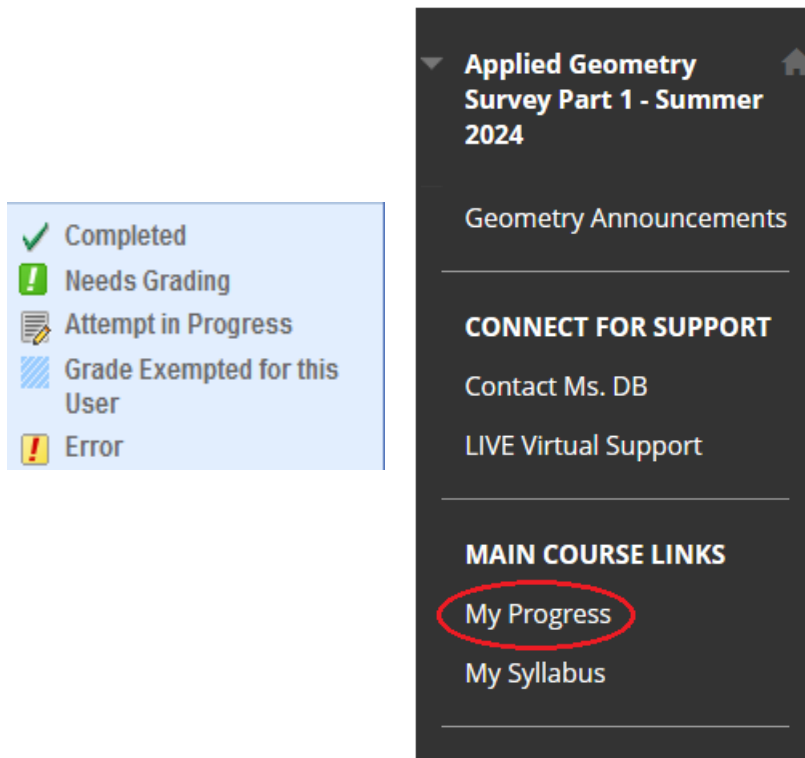 Completed
Needs Grading
Attempt in Progress
Grade Exempted for this
User
Error
Applied Geometry
Survey Part 1 - Summer
2024
Geometry Announcements
CONNECT FOR SUPPORT
Contact Ms. DB
LIVE Virtual Support
MAIN COURSE LINKS
My Progress
My Syllabus